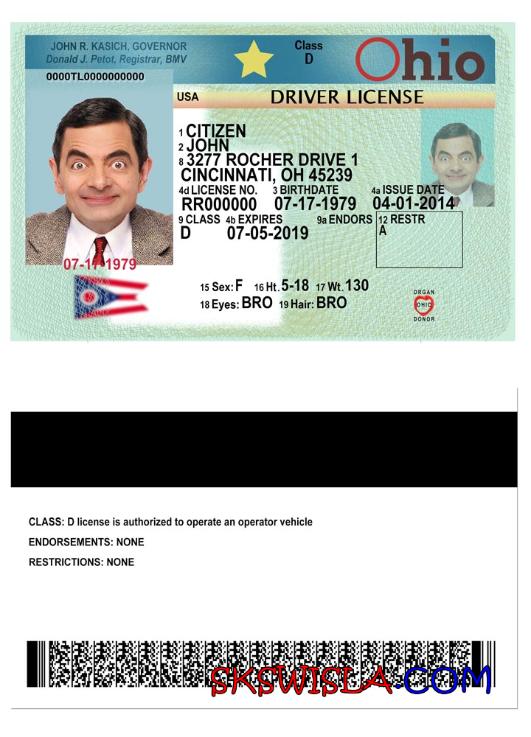 JOHN R. KASICH, GOVERNOR
Donald J. Petot, Registrar, BMV
0000TL0000000000
Class
D
Ohio
USA
DRIVER LICENSE
1 CITIZEN
2 JOHN
8 3277 ROCHER DRIVE 1
CINCINNATI, OH 45239
4d LICENSE NO. 3 BIRTHDATE 4a ISSUE DATE
RR000000 07-17-1979 04-01-2014
9 CLASS 4b EXPIRES 9a ENDORS 12 RESTR
D 07-05-2019 A
07-17-1979
15 Sex: F 16 Ht. 5-18 17 Wt. 130
18 Eyes: BRO 19 Hair: BRO
ORGAN
OHIO
DONOR
CLASS: D license is authorized to operate an operator vehicle
ENDORSEMENTS: NONE
RESTRICTIONS: NONE
SKSWISLA.COM